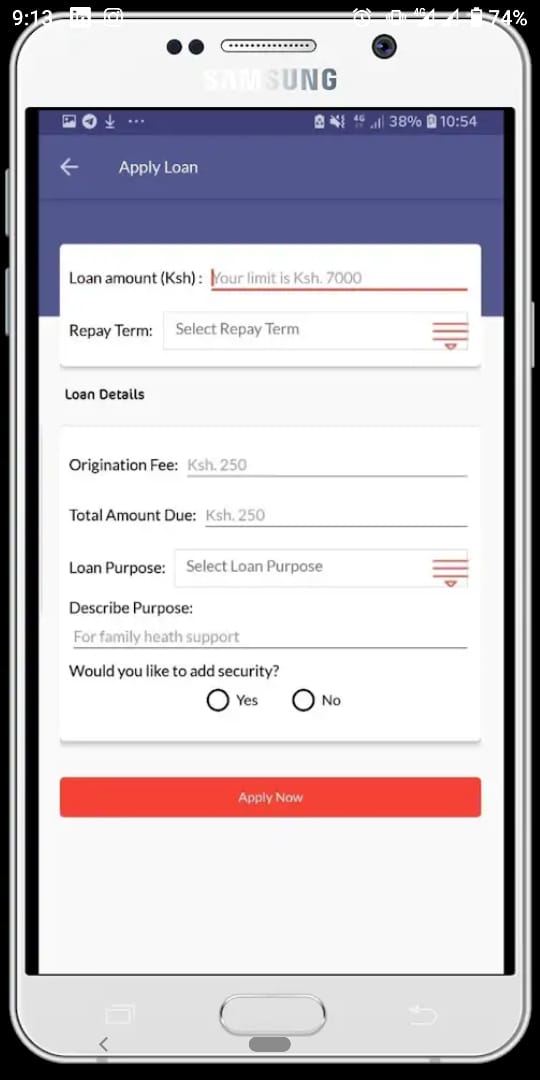 9:13
74%
SAMSUNG
4G 38% 10:54
Apply Loan
Loan amount (Ksh) : Your limit is Ksh. 7000
Repay Term: Select Repay Term
Loan Details
Origination Fee: Ksh. 250
Total Amount Due: Ksh. 250
Loan Purpose: Select Loan Purpose
Describe Purpose:
For family heath support
Would you like to add security?
Yes No
Apply Now